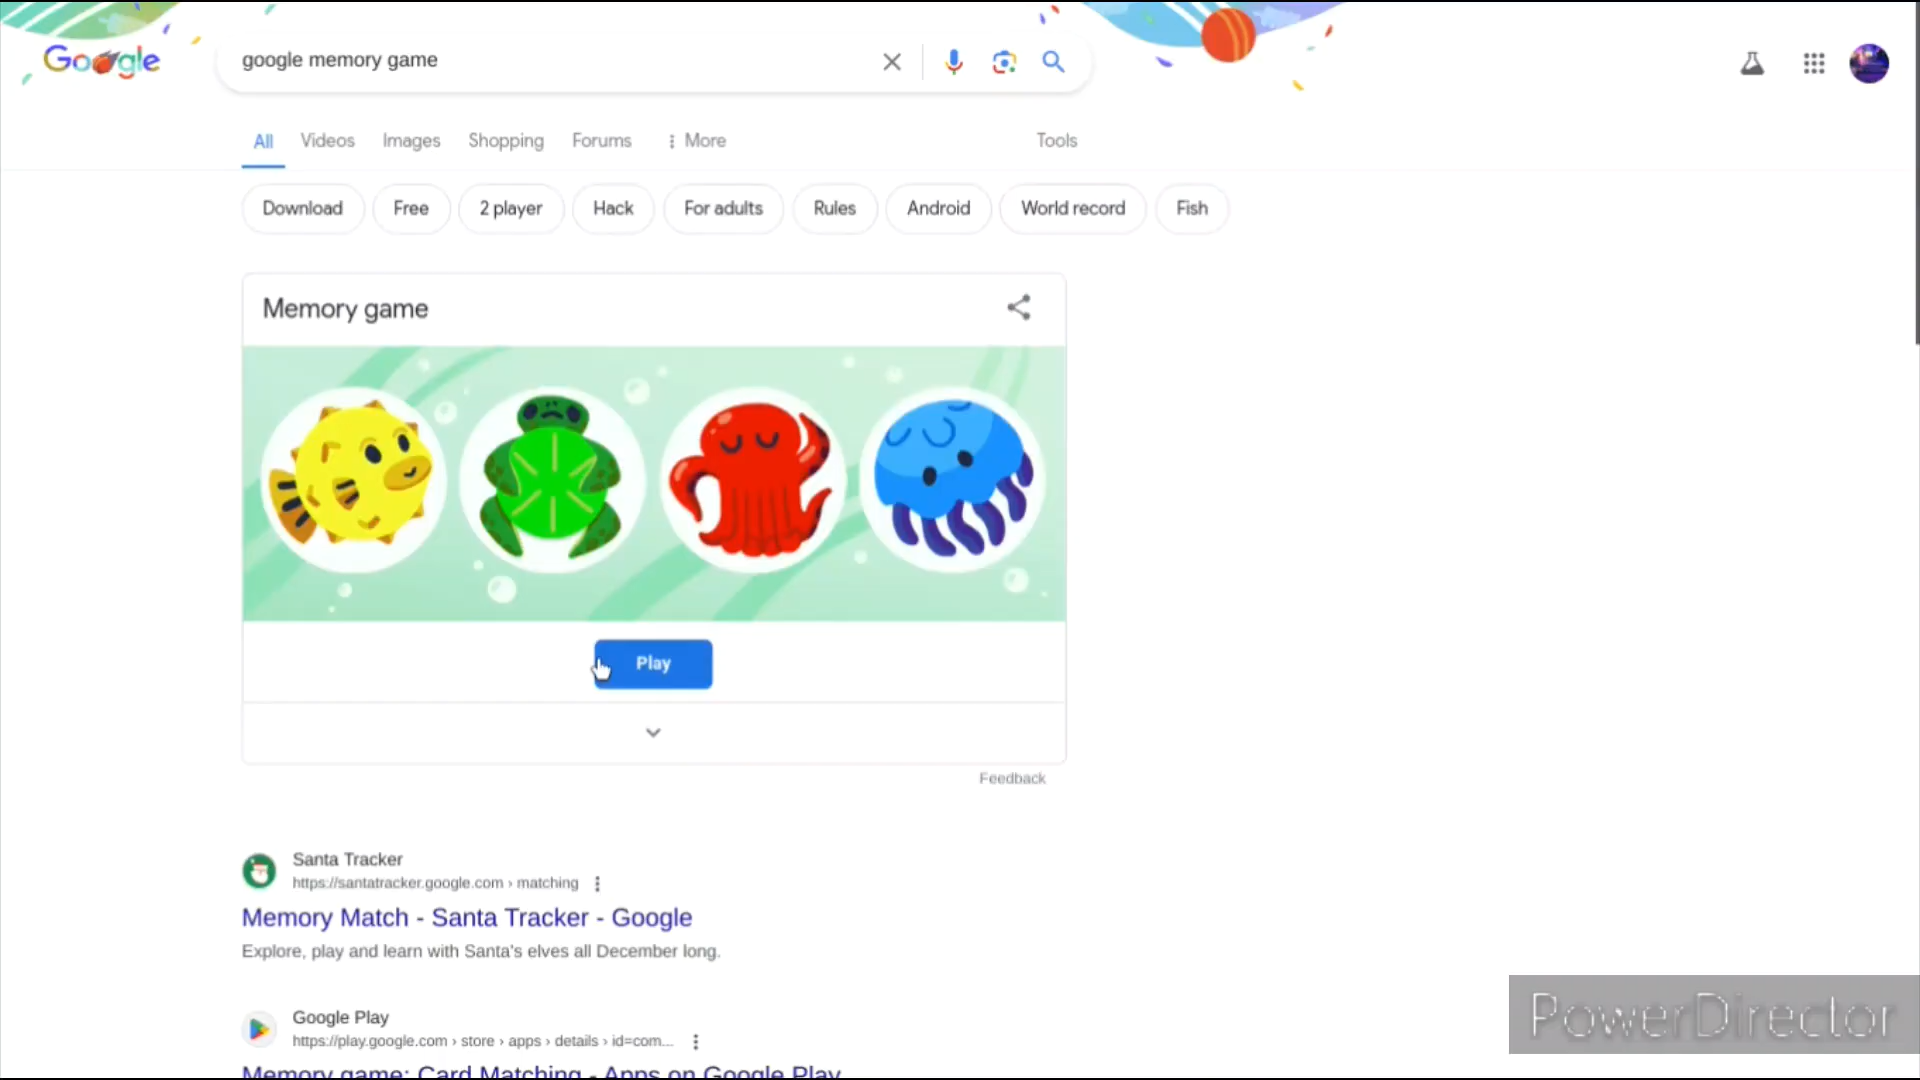 Google
google memory game
All Videos Images Shopping Forums More Tools
Download Free 2 player Hack For adults Rules Android World record Fish
Memory game
Play
Feedback
Santa Tracker
https://santatracker.google.com › matching
Memory Match - Santa Tracker - Google
Explore, play and learn with Santa's elves all December long.
Google Play
https://play.google.com › store › apps › details › id=com...
Memory game: Card Matching - Apps on Google Play
PowerDirector